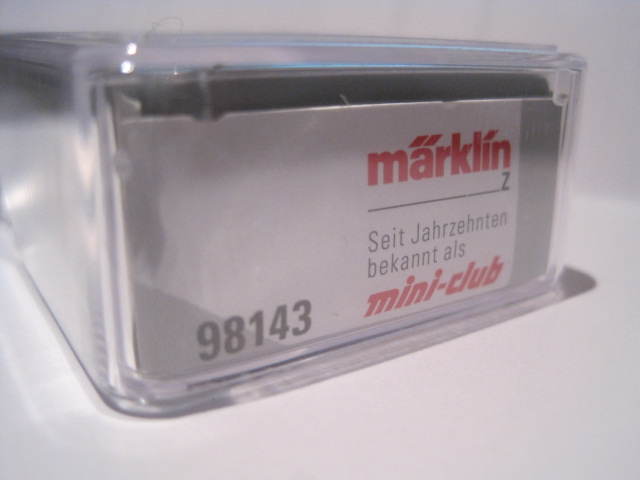 märklin
Z
Seit Jahrzehnten
bekannt als
mini-club
98143